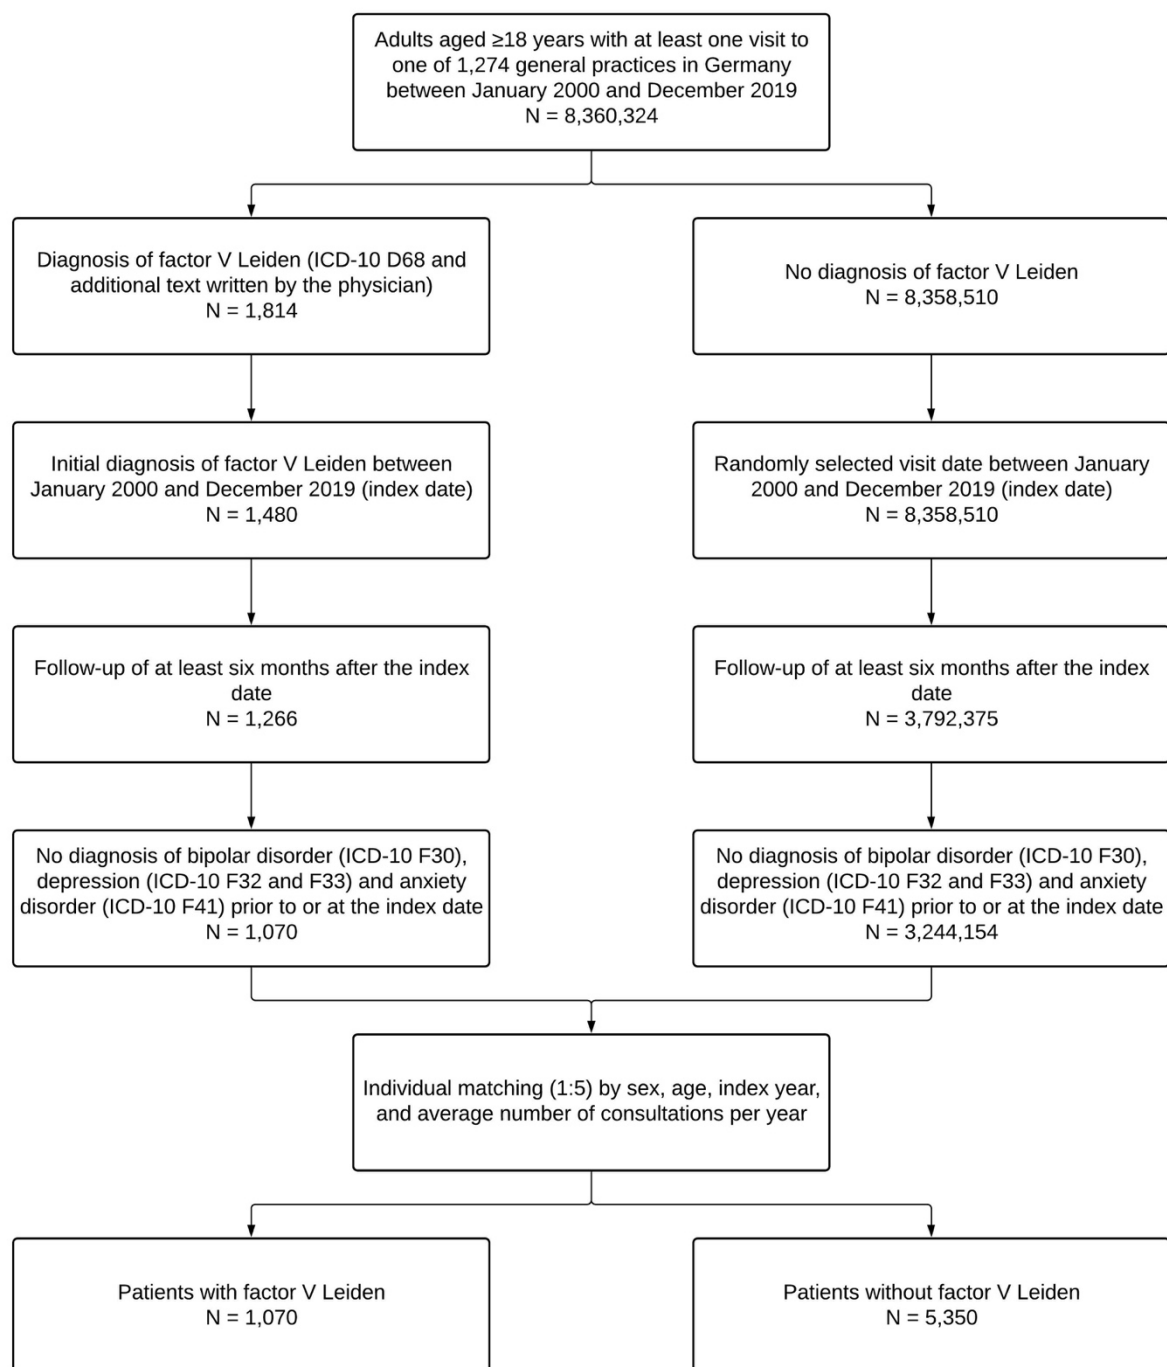 Adults aged ≥18 years with at least one visit to
one of 1,274 general practices in Germany
between January 2000 and December 2019
N = 8,360,324
Diagnosis of factor V Leiden (ICD-10 D68 and
additional text written by the physician)
N = 1,814
No diagnosis of factor V Leiden
N = 8,358,510
Initial diagnosis of factor V Leiden between
January 2000 and December 2019 (index date)
N = 1,480
Randomly selected visit date between January
2000 and December 2019 (index date)
N = 8,358,510
Follow-up of at least six months after the index
date
N = 1,266
Follow-up of at least six months after the index
date
N = 3,792,375
No diagnosis of bipolar disorder (ICD-10 F30),
depression (ICD-10 F32 and F33) and anxiety
disorder (ICD-10 F41) prior to or at the index date
N = 1,070
No diagnosis of bipolar disorder (ICD-10 F30),
depression (ICD-10 F32 and F33) and anxiety
disorder (ICD-10 F41) prior to or at the index date
N = 3,244,154
Individual matching (1:5) by sex, age, index year,
and average number of consultations per year
Patients with factor V Leiden
N = 1,070
Patients without factor V Leiden
N = 5,350